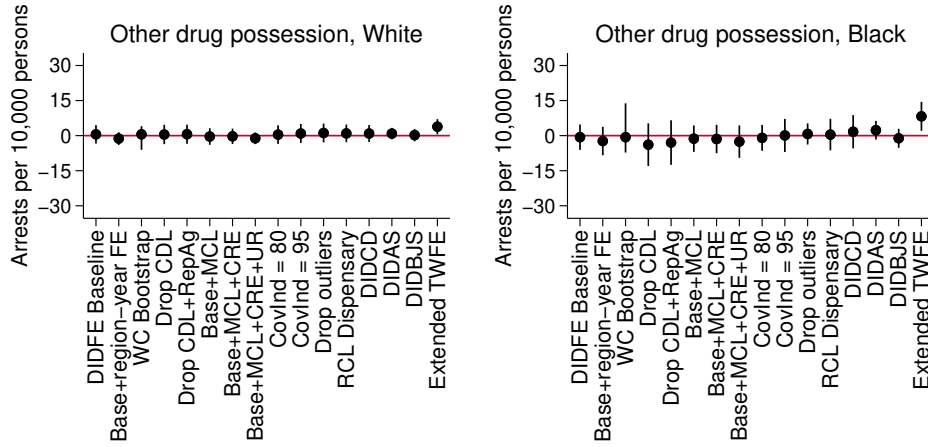 Other drug possession, White
Arrests per 10,000 persons
30
15
0
−15
−30
DIDFE Baseline
Base+region−year FE
WC Bootstrap
Drop CDL
Drop CDL+RepAg
Base+MCL
Base+MCL+CRE
Base+MCL+CRE+UR
CovInd = 80
CovInd = 95
Drop outliers
RCL Dispensary
DIDCD
DIDAS
DIDBJS
Extended TWFE
Other drug possession, Black
Arrests per 10,000 persons
30
15
0
−15
−30
DIDFE Baseline
Base+region−year FE
WC Bootstrap
Drop CDL
Drop CDL+RepAg
Base+MCL
Base+MCL+CRE
Base+MCL+CRE+UR
CovInd = 80
CovInd = 95
Drop outliers
RCL Dispensary
DIDCD
DIDAS
DIDBJS
Extended TWFE